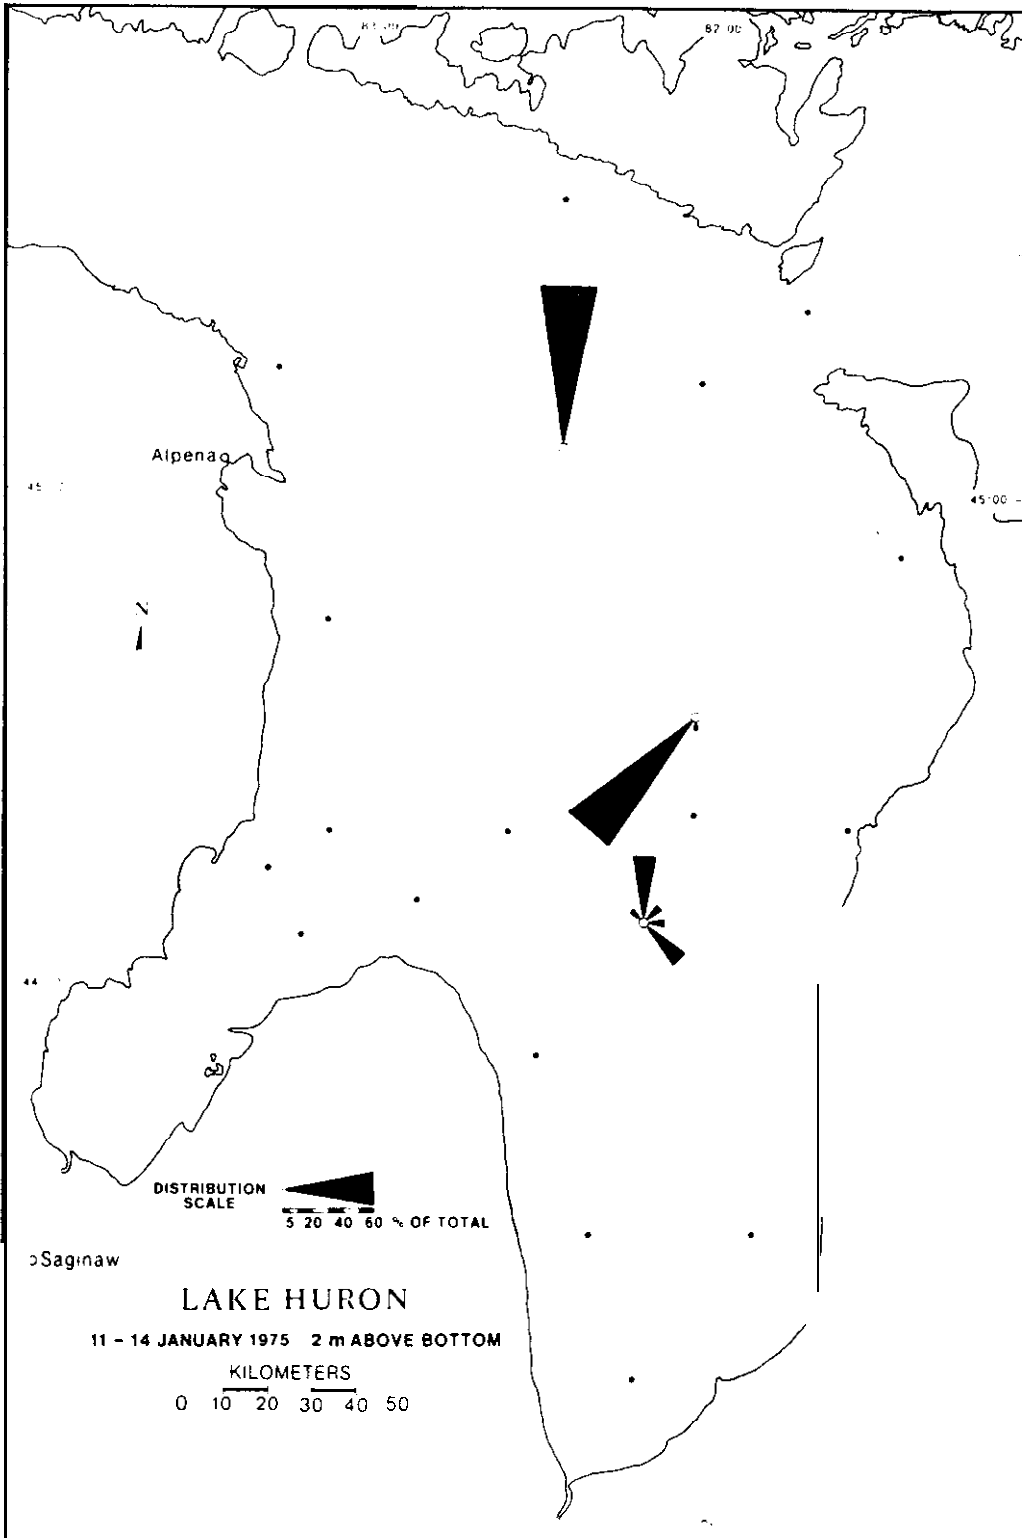 82 00
Alpena
45 00
N
44
DISTRIBUTION
SCALE
5 20 40 60 % OF TOTAL
Saginaw
LAKE HURON
11 - 14 JANUARY 1975 2 m ABOVE BOTTOM
KILOMETERS
0 10 20 30 40 50